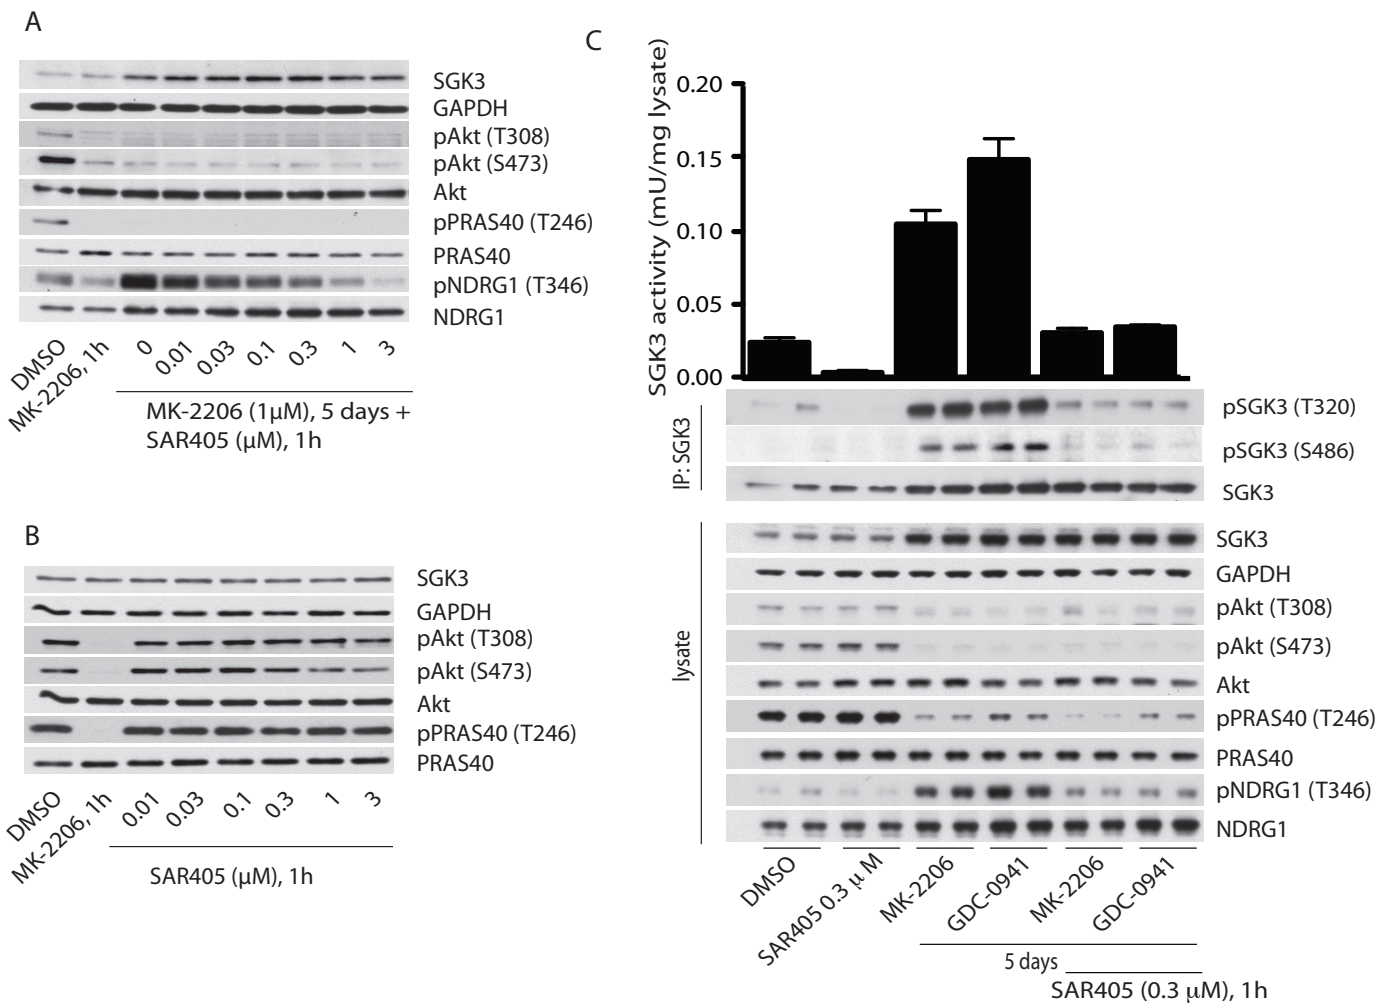 A
SGK3
GAPDH
pAkt (T308)
pAkt (S473)
Akt
pPRAS40 (T246)
PRAS40
pNDRG1 (T346)
NDRG1
DMSO
MK-2206, 1h
0
0.01
0.03
0.1
0.3
1
3
MK-2206 (1µM), 5 days +
SAR405 (µM), 1h
B
SGK3
GAPDH
pAkt (T308)
pAkt (S473)
Akt
pPRAS40 (T246)
PRAS40
DMSO
MK-2206, 1h
0.01
0.03
0.1
0.3
1
3
SAR405 (µM), 1h
C
SGK3 activity (mU/mg lysate)
0.20
0.15
0.10
0.05
0.00
IP: SGK3
pSGK3 (T320)
pSGK3 (S486)
SGK3
lysate
SGK3
GAPDH
pAkt (T308)
pAkt (S473)
Akt
pPRAS40 (T246)
PRAS40
pNDRG1 (T346)
NDRG1
DMSO
SAR405 0.3 µ M
MK-2206
GDC-0941
MK-2206
GDC-0941
5 days
SAR405 (0.3 µM), 1h